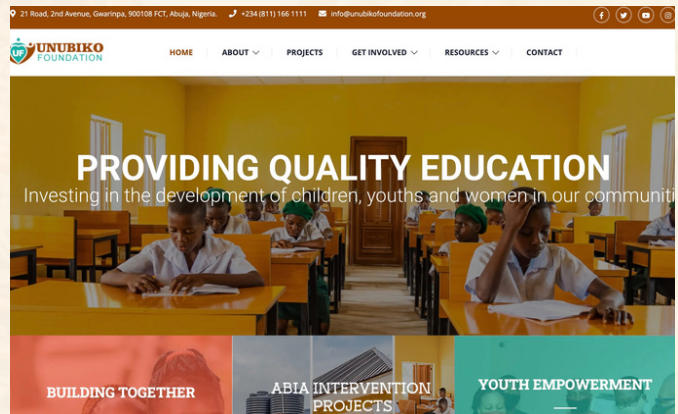 21 Road, 2nd Avenue, Gwarinpa, 900108 FCT, Abuja, Nigeria. +234 (811) 166 1111 info@unubikofoundation.org
UF UNUBIKO
FOUNDATION
HOME ABOUT PROJECTS GET INVOLVED RESOURCES CONTACT
PROVIDING QUALITY EDUCATION
Investing in the development of children, youths and women in our communiti
BUILDING TOGETHER
ABIA INTERVENTION
PROJECTS
YOUTH EMPOWERMENT